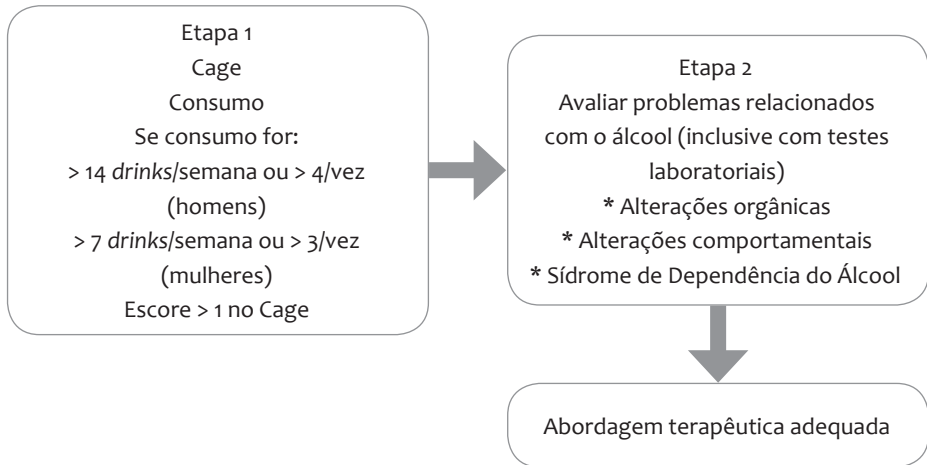 Etapa 1
Cage
Consumo
Se consumo for:
> 14 drinks/semana ou > 4/vez
(homens)
> 7 drinks/semana ou > 3/vez
(mulheres)
Escore > 1 no Cage
Etapa 2
Avaliar problemas relacionados
com o álcool (inclusive com testes
laboratoriais)
* Alterações orgânicas
* Alterações comportamentais
* Sídrome de Dependência do Álcool
Abordagem terapêutica adequada